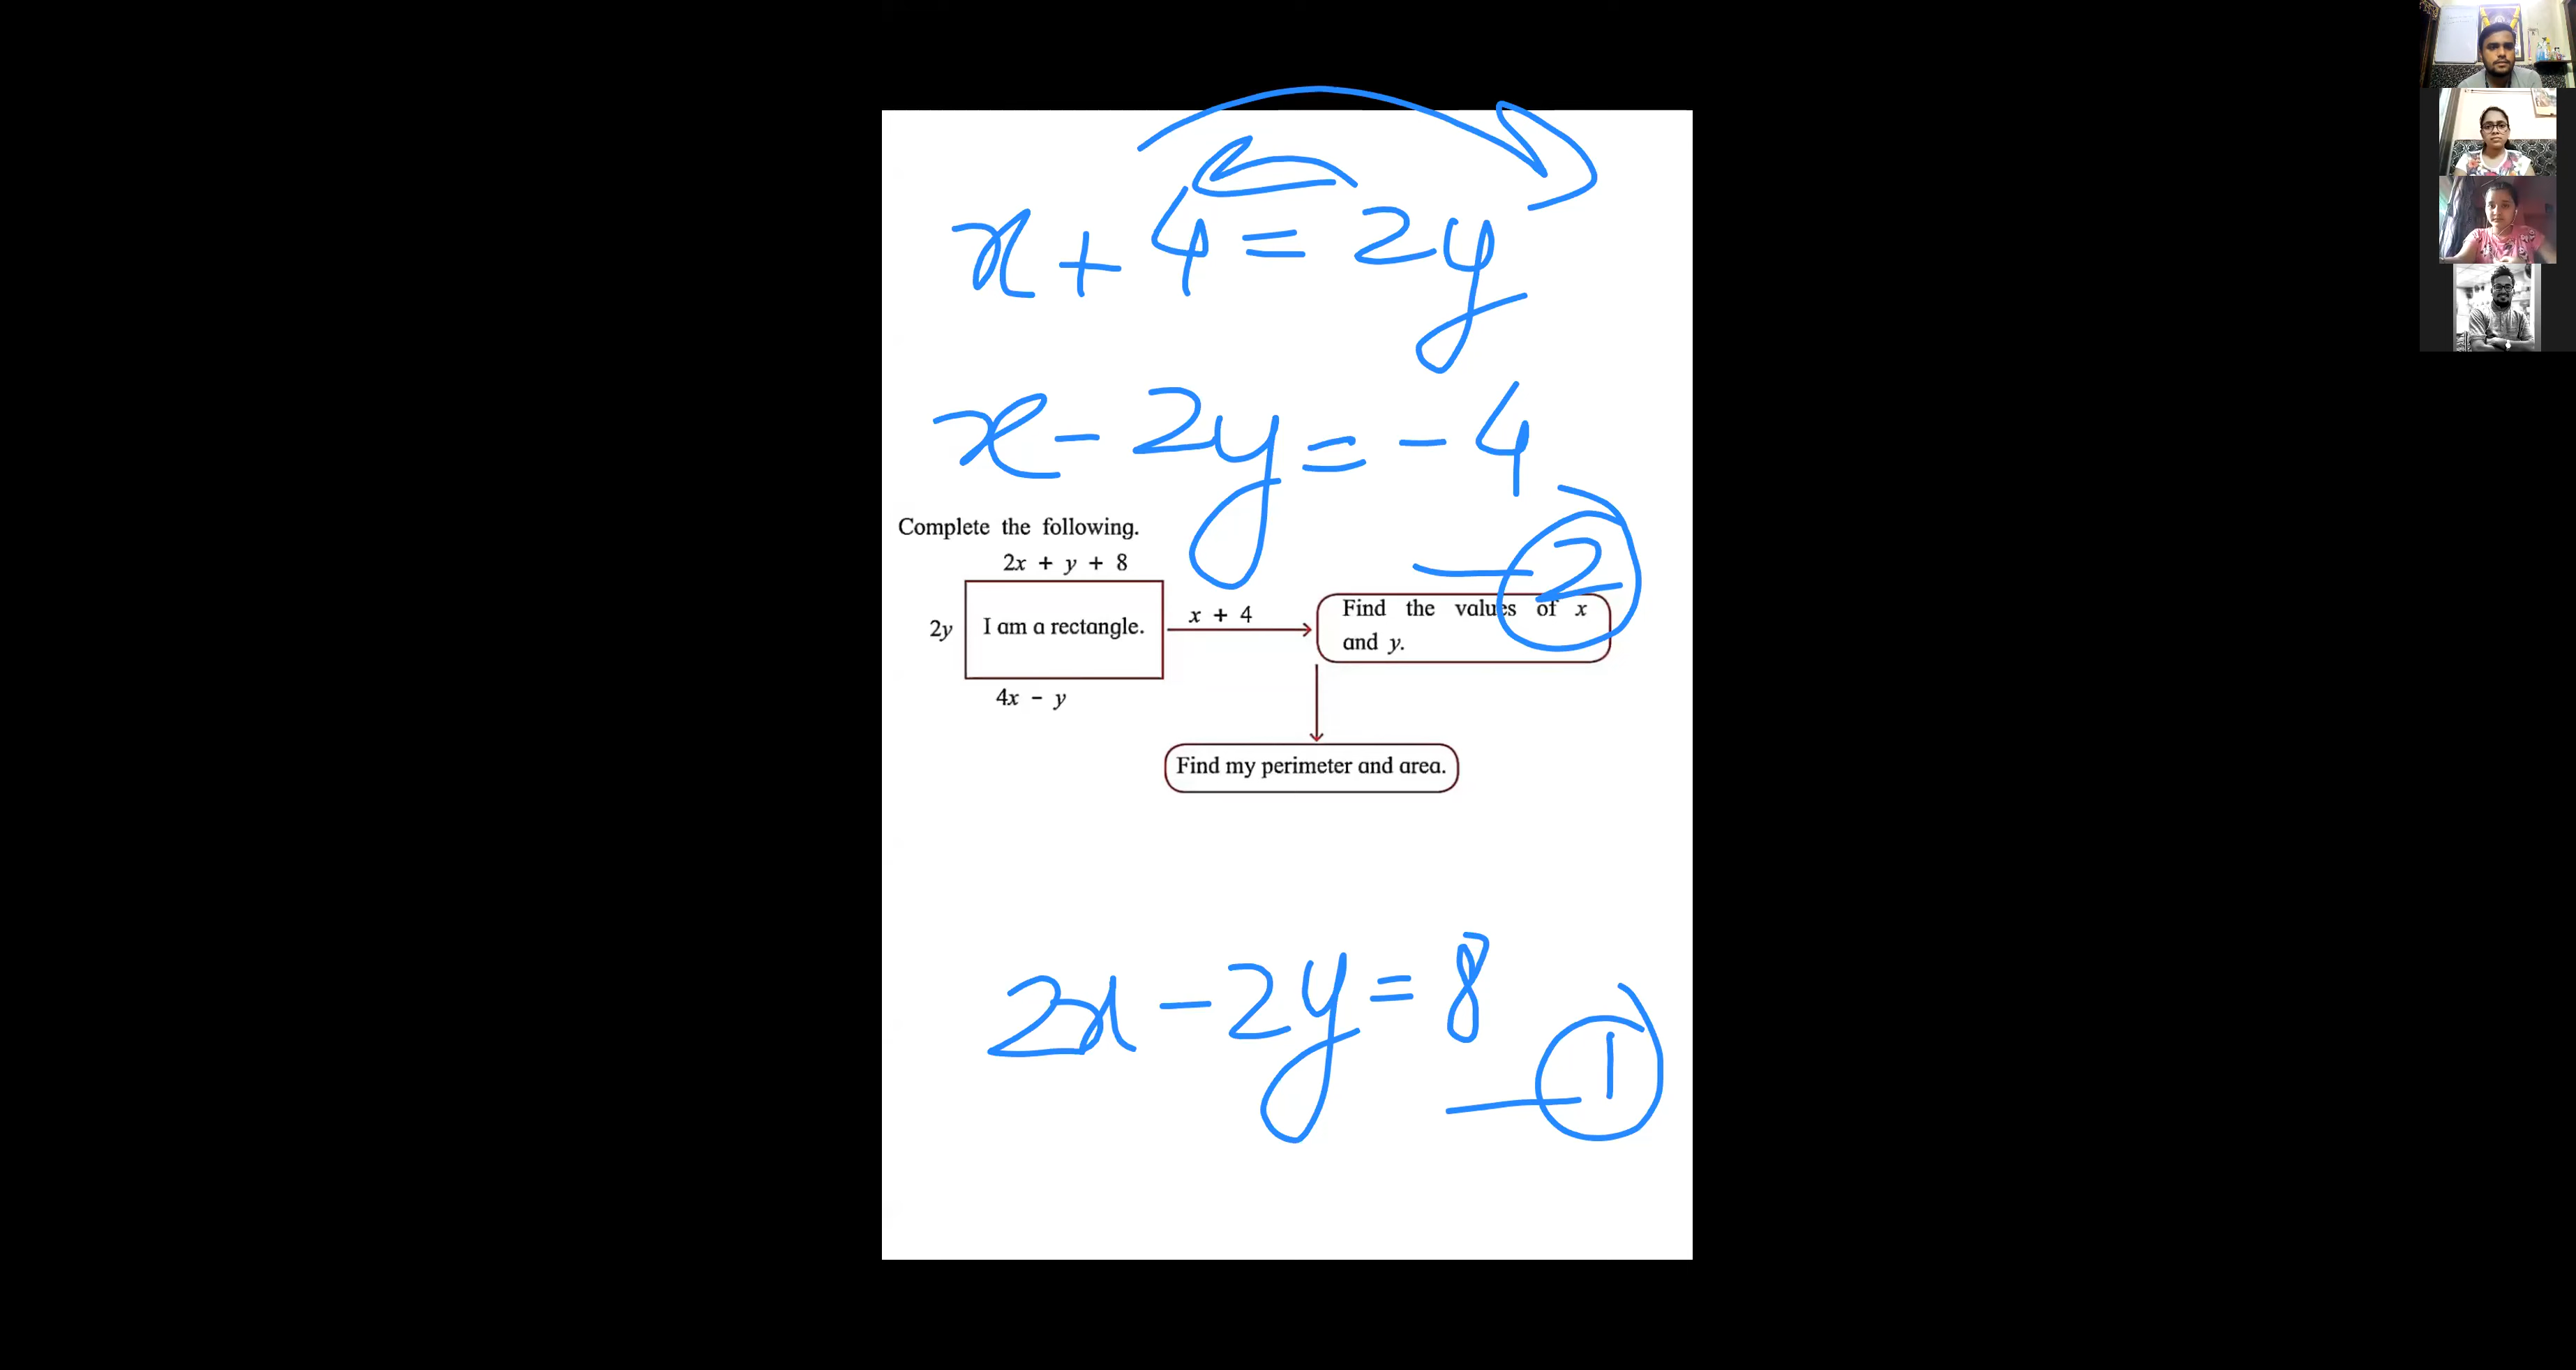 x + 4 = 2y
x - 2y = - 4
2
Complete the following.
2x + y + 8
2y
I am a rectangle.
x + 4
Find the values of x
and y.
4x - y
Find my perimeter and area.
2x - 2y = 8
1